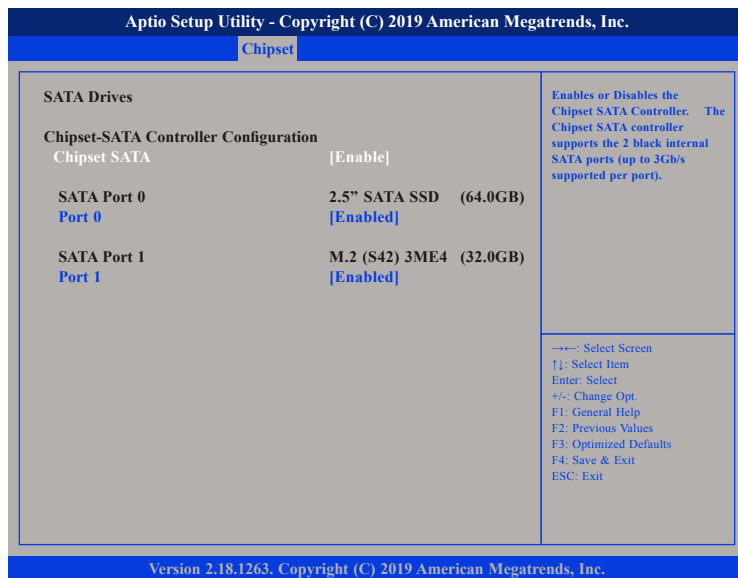 Aptio Setup Utility - Copyright (C) 2019 American Megatrends, Inc.
Chipset
SATA Drives
Chipset-SATA Controller Configuration
Chipset SATA [Enable]
SATA Port 0 2.5” SATA SSD (64.0GB)
Port 0 [Enabled]
SATA Port 1 M.2 (S42) 3ME4 (32.0GB)
Port 1 [Enabled]
Enables or Disables the
Chipset SATA Controller. The
Chipset SATA controller
supports the 2 black internal
SATA ports (up to 3Gb/s
supported per port).
→←: Select Screen
↑↓: Select Item
Enter: Select
+/-: Change Opt.
F1: General Help
F2: Previous Values
F3: Optimized Defaults
F4: Save & Exit
ESC: Exit
Version 2.18.1263. Copyright (C) 2019 American Megatrends, Inc.